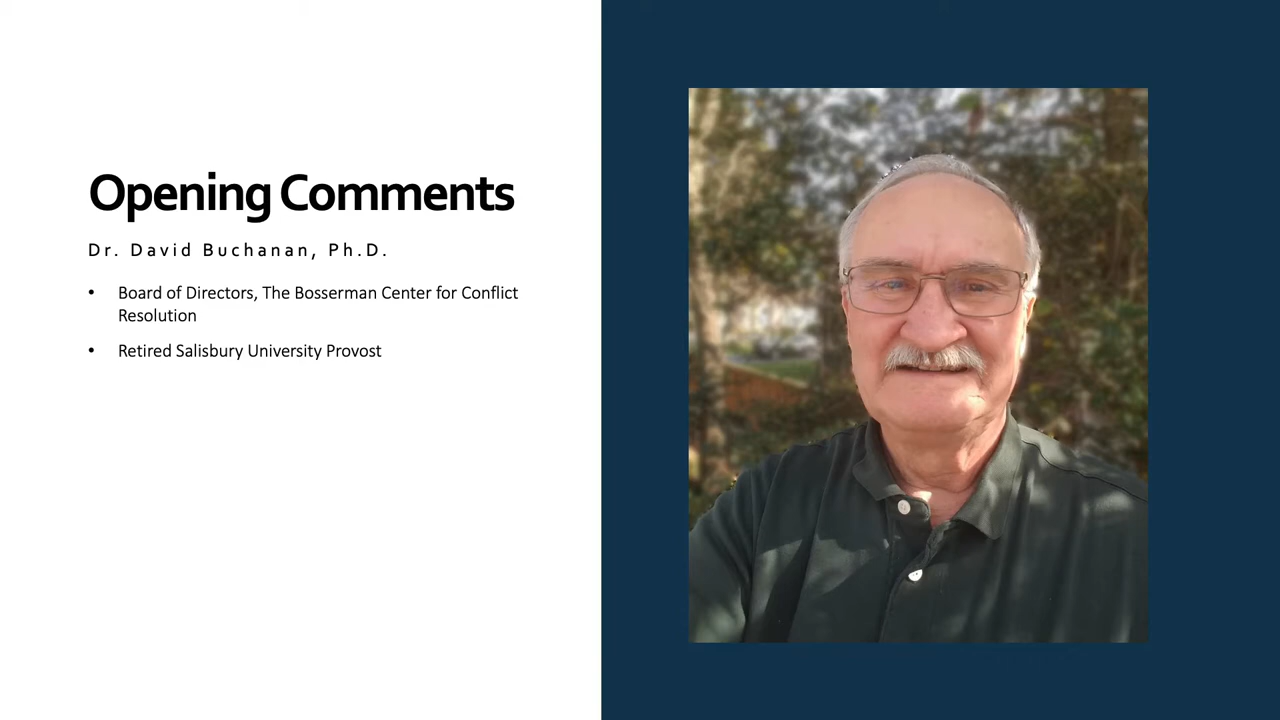 Opening Comments
Dr. David Buchanan, Ph.D.
• Board of Directors, The Bosserman Center for Conflict
Resolution
• Retired Salisbury University Provost